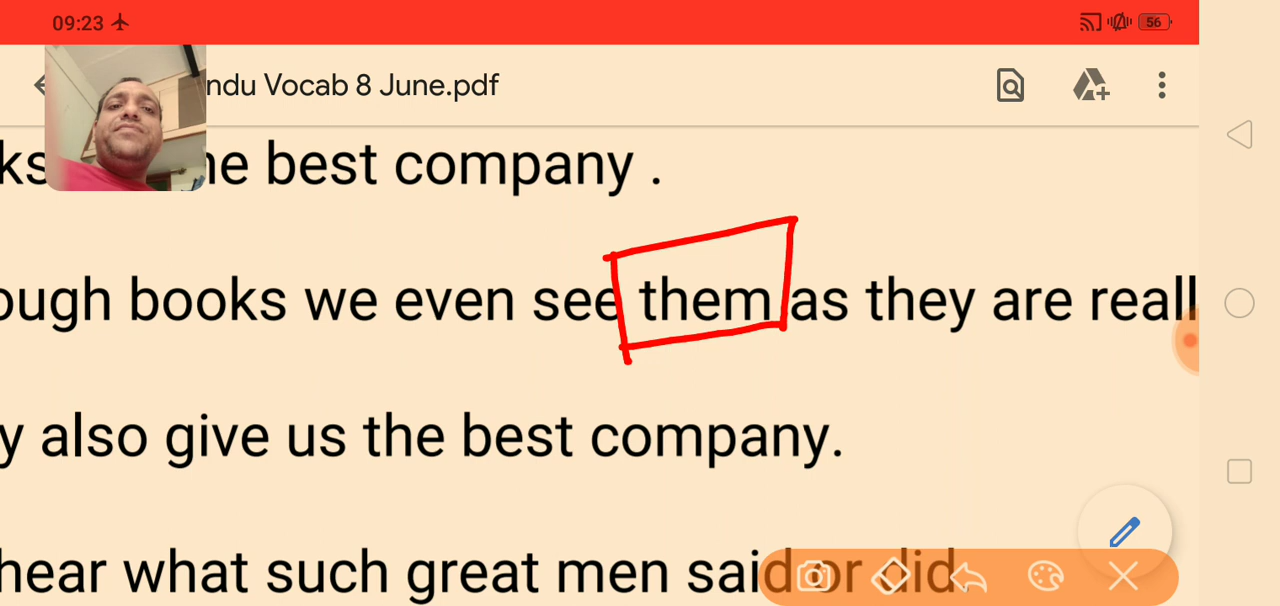 09:23
56
ndu Vocab 8 June.pdf
ks he best company .
ough books we even see them as they are reall
y also give us the best company.
hear what such great men said or did